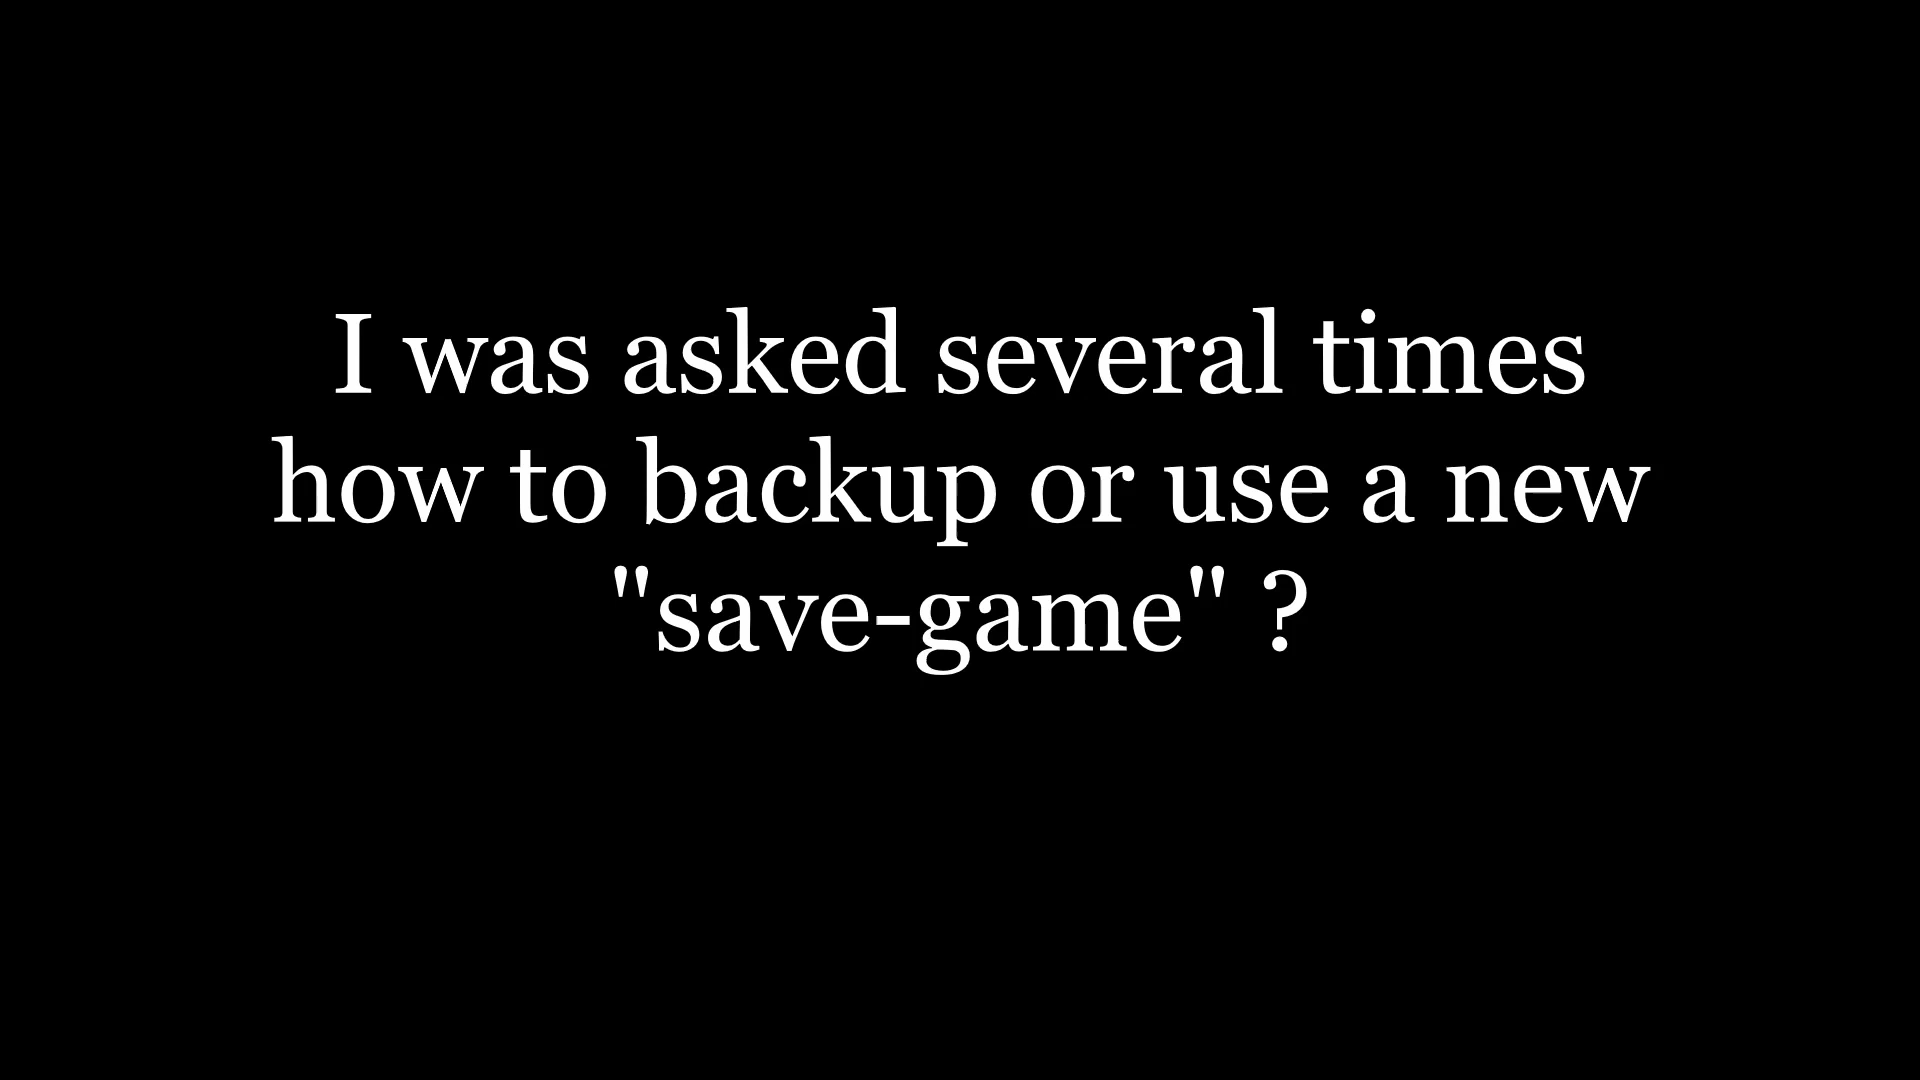 I was asked several times
how to backup or use a new
"save-game" ?